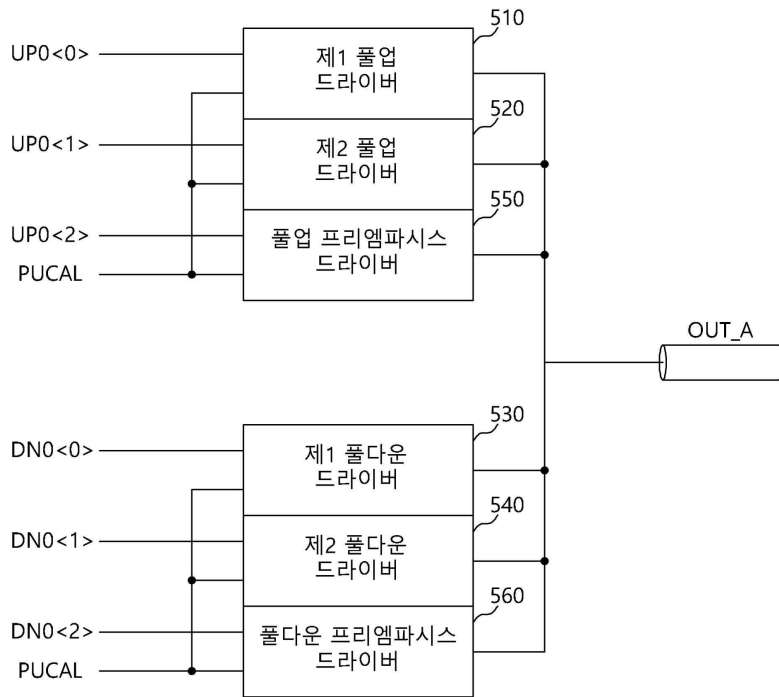 510
UP0<0>
제1 풀업
드라이버
520
UP0<1>
제2 풀업
드라이버
550
UP0<2>
풀업 프리엠파시스
드라이버
PUCAL
OUT_A
530
DN0<0>
제1 풀다운
드라이버
540
DN0<1>
제2 풀다운
드라이버
560
DN0<2>
풀다운 프리엠파시스
드라이버
PUCAL